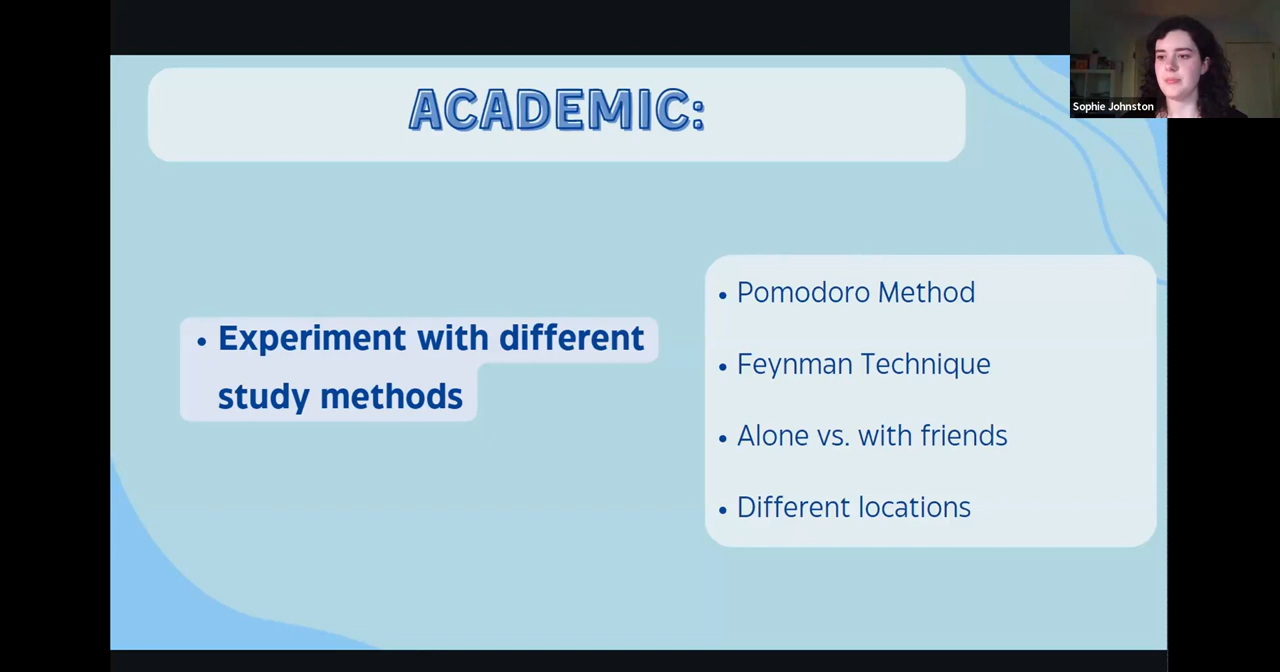 ACADEMIC:
Sophie Johnston
• Experiment with different
study methods
• Pomodoro Method
• Feynman Technique
• Alone vs. with friends
• Different locations